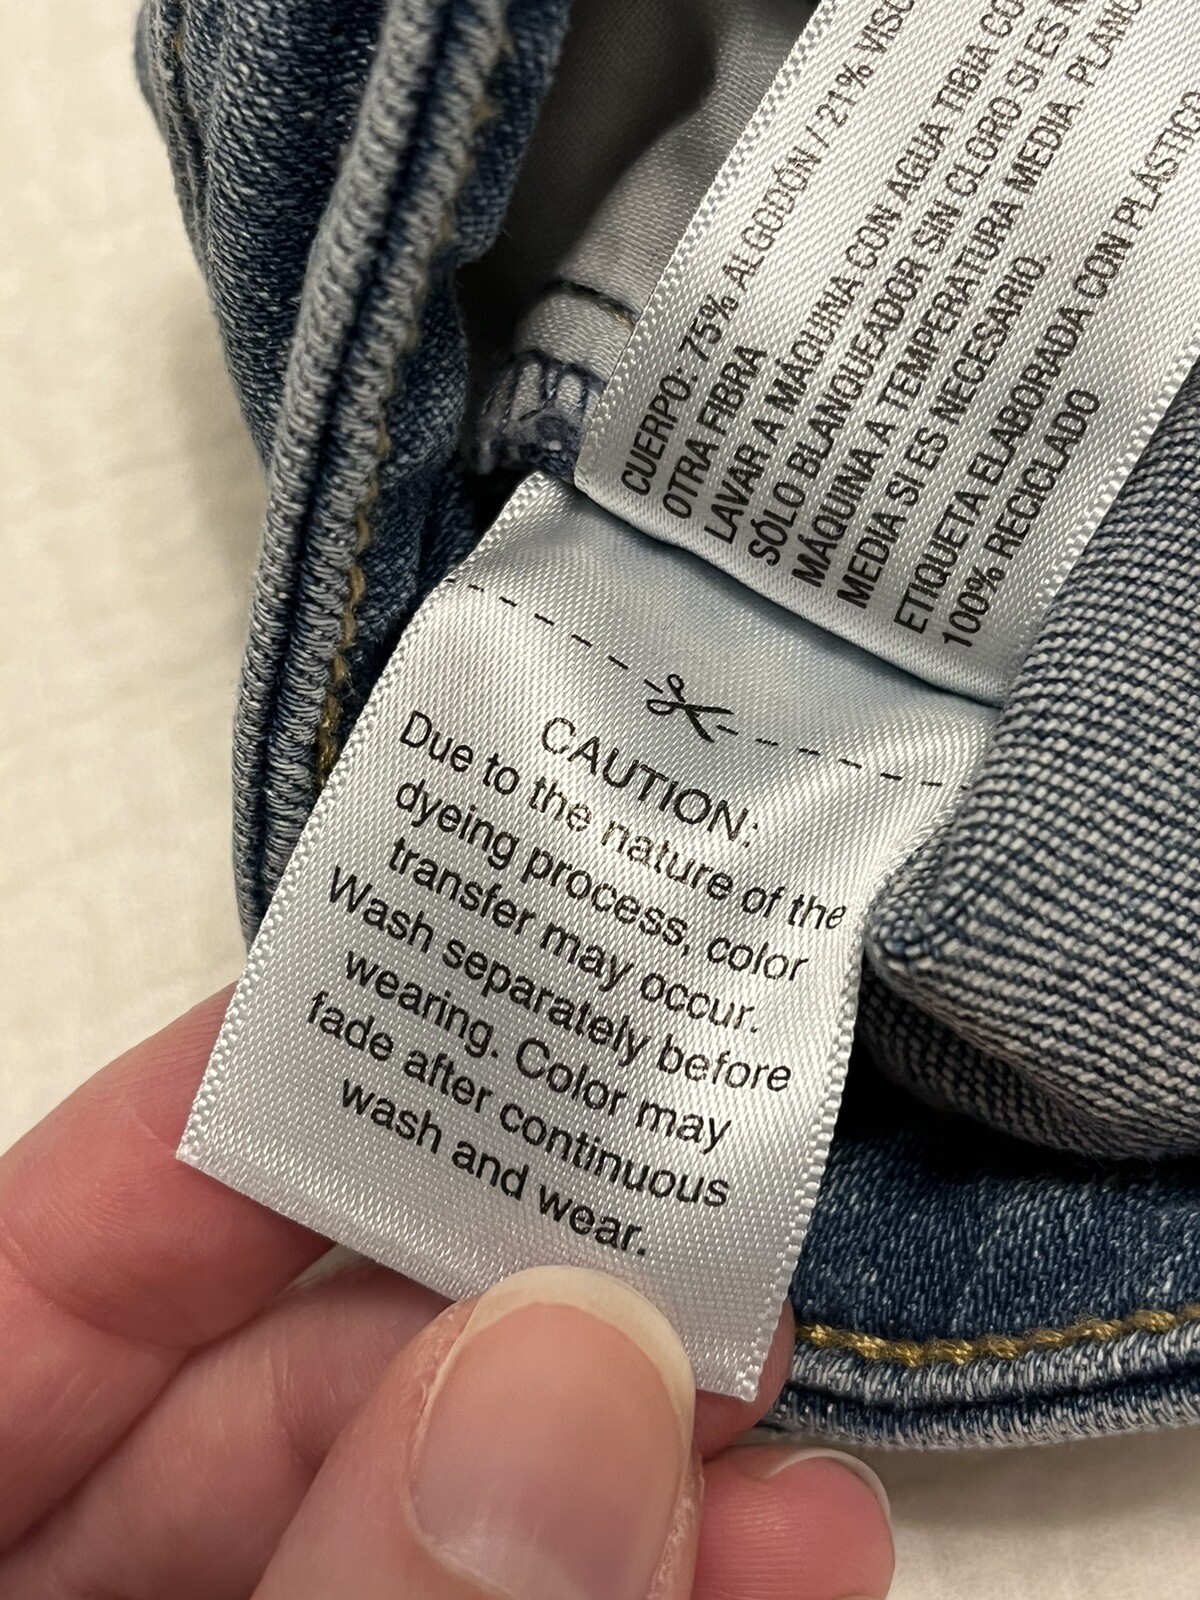 CUERPO: 75% ALGODÓN / 21%
OTRA FIBRA
LAVAR A MÁQUINA CON AGUA TIBIA
SÓLO BLANQUEADOR SIN CLORO SI ES
MÁQUINA A TEMPERATURA MEDIA.
MEDIA SI ES NECESARIO.
ETIQUETA ELABORADA CON PLÁSTICO
100% RECICLADO
CAUTION:
Due to the nature of the
dyeing process, color
transfer may occur.
Wash separately before
wearing. Color may
fade after continuous
wash and wear.